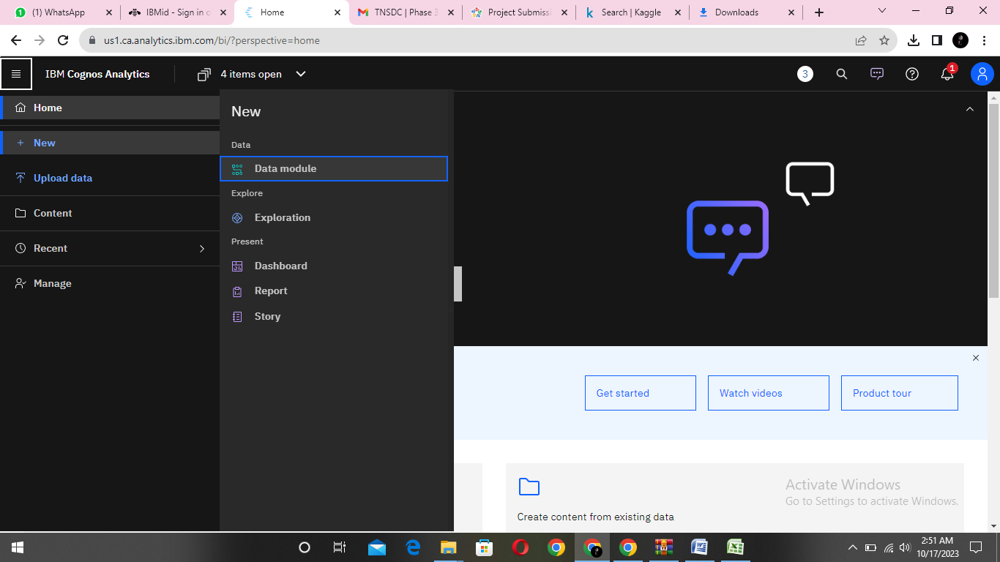 (1) WhatsApp
IBMid - Sign in o
Home
TNSDC | Phase 3
Project Submissi
Search | Kaggle
Downloads
us1.ca.analytics.ibm.com/bi/?perspective=home
IBM Cognos Analytics
4 items open
3
1
Home
New
Upload data
Content
Recent
Manage
New
Data
Data module
Explore
Exploration
Present
Dashboard
Report
Story
Get started
Watch videos
Product tour
Create content from existing data
Activate Windows
Go to Settings to activate Windows.
2:51 AM
10/17/2023